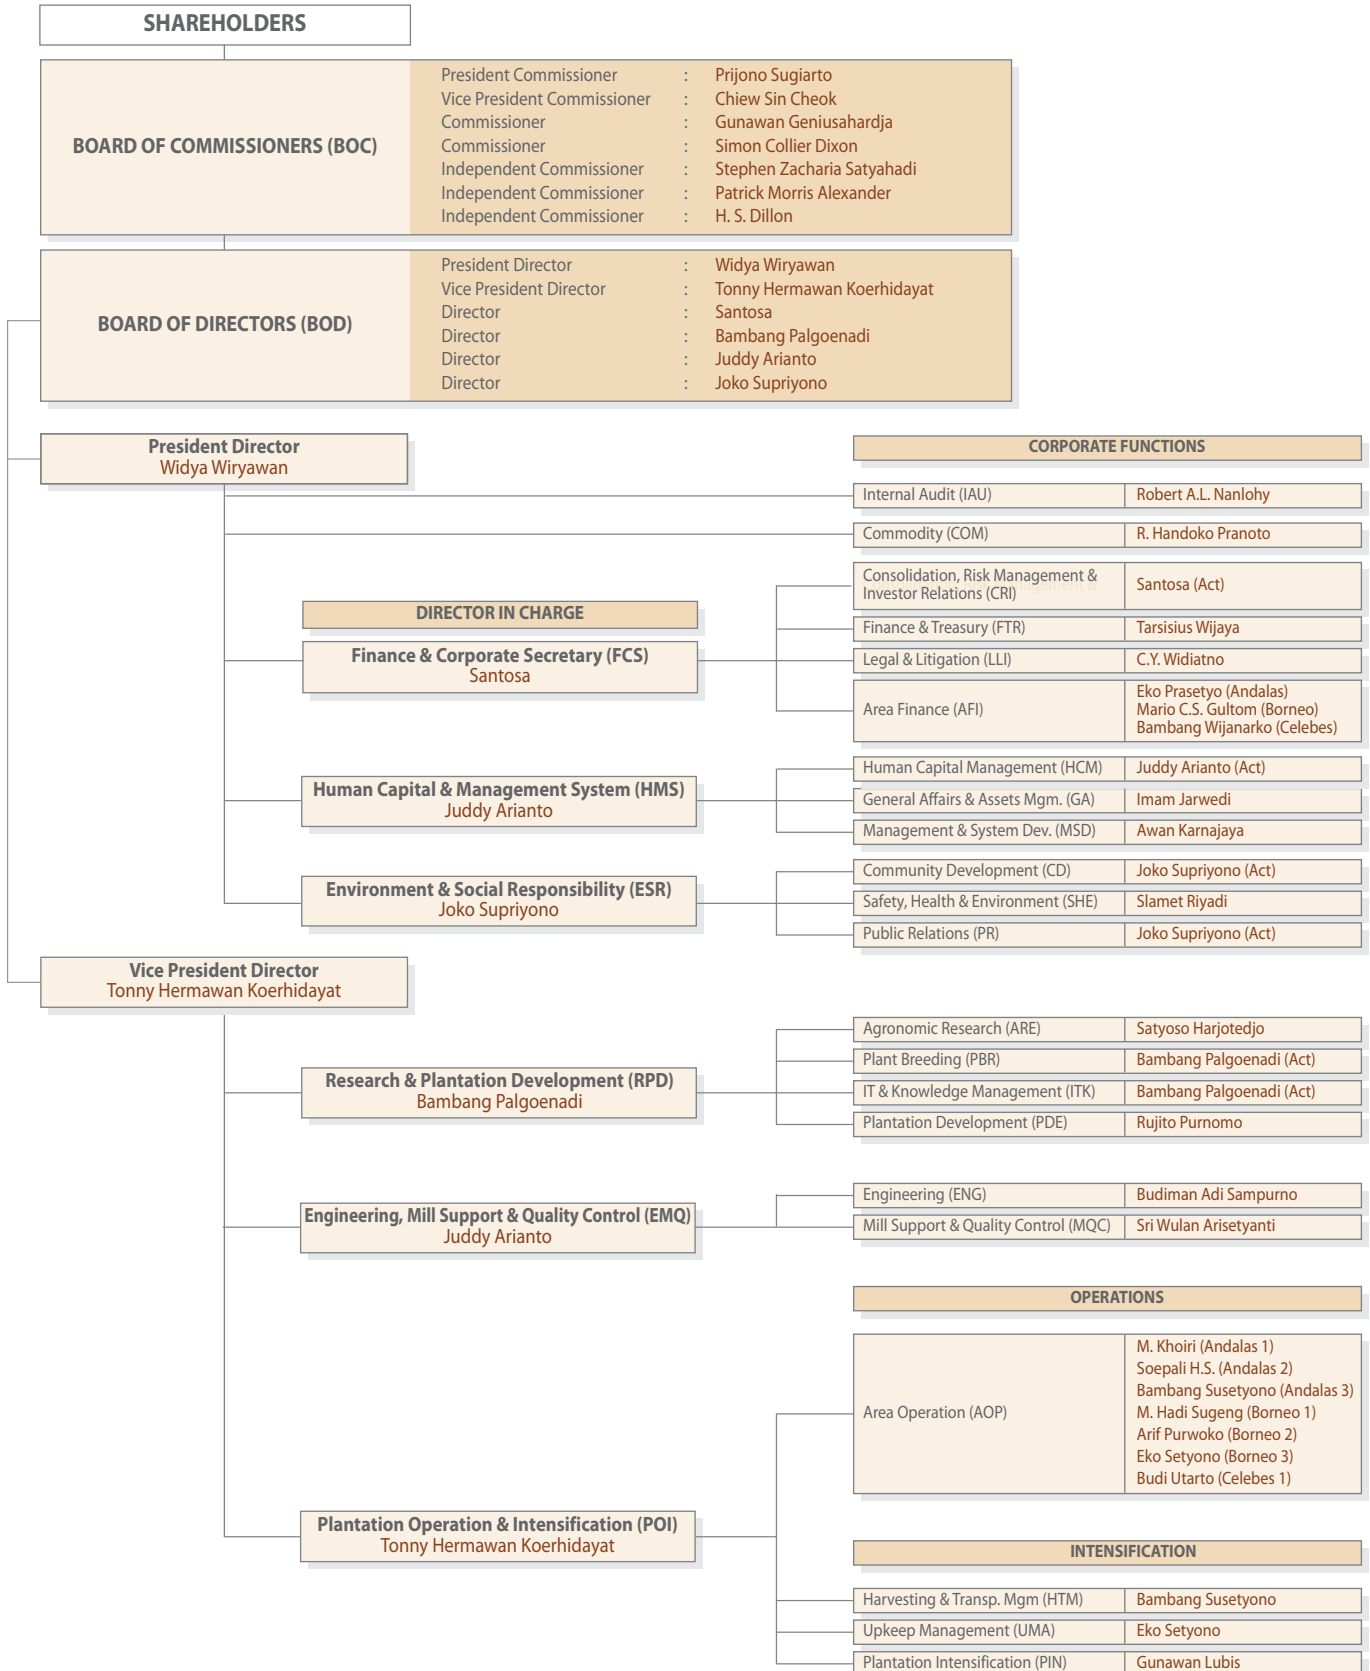 SHAREHOLDERS
BOARD OF COMMISSIONERS (BOC)
President Commissioner : Prijono Sugiarto
Vice President Commissioner : Chiew Sin Cheok
Commissioner : Gunawan Geniusahardja
Commissioner : Simon Collier Dixon
Independent Commissioner : Stephen Zacharia Satyahadi
Independent Commissioner : Patrick Morris Alexander
Independent Commissioner : H. S. Dillon
BOARD OF DIRECTORS (BOD)
President Director : Widya Wiryawan
Vice President Director : Tonny Hermawan Koerhidayat
Director : Santosa
Director : Bambang Palgoenadi
Director : Juddy Arianto
Director : Joko Supriyono
President Director
Widya Wiryawan
CORPORATE FUNCTIONS
Internal Audit (IAU) Robert A.L. Nanlohy
Commodity (COM) R. Handoko Pranoto
DIRECTOR IN CHARGE
Finance & Corporate Secretary (FCS)
Santosa
Consolidation, Risk Management &
Investor Relations (CRI)
Santosa (Act)
Finance & Treasury (FTR) Tarsisius Wijaya
Legal & Litigation (LLI) C.Y. Widiatno
Area Finance (AFI)
Eko Prasetyo (Andalas)
Mario C.S. Gultom (Borneo)
Bambang Wijanarko (Celebes)
Human Capital & Management System (HMS)
Juddy Arianto
Human Capital Management (HCM) Juddy Arianto (Act)
General Affairs & Assets Mgm. (GA) Imam Jarwedi
Management & System Dev. (MSD) Awan Karnajaya
Environment & Social Responsibility (ESR)
Joko Supriyono
Community Development (CD) Joko Supriyono (Act)
Safety, Health & Environment (SHE) Slamet Riyadi
Public Relations (PR) Joko Supriyono (Act)
Vice President Director
Tonny Hermawan Koerhidayat
Research & Plantation Development (RPD)
Bambang Palgoenadi
Agronomic Research (ARE) Satyoso Harjotedjo
Plant Breeding (PBR) Bambang Palgoenadi (Act)
IT & Knowledge Management (ITK) Bambang Palgoenadi (Act)
Plantation Development (PDE) Rujito Purnomo
Engineering, Mill Support & Quality Control (EMQ)
Juddy Arianto
Engineering (ENG) Budiman Adi Sampurno
Mill Support & Quality Control (MQC) Sri Wulan Arisetyanti
OPERATIONS
Area Operation (AOP)
M. Khoiri (Andalas 1)
Soepali H.S. (Andalas 2)
Bambang Susetyono (Andalas 3)
M. Hadi Sugeng (Borneo 1)
Arif Purwoko (Borneo 2)
Eko Setyono (Borneo 3)
Budi Utarto (Celebes 1)
Plantation Operation & Intensification (POI)
Tonny Hermawan Koerhidayat
INTENSIFICATION
Harvesting & Transp. Mgm (HTM) Bambang Susetyono
Upkeep Management (UMA) Eko Setyono
Plantation Intensification (PIN) Gunawan Lubis